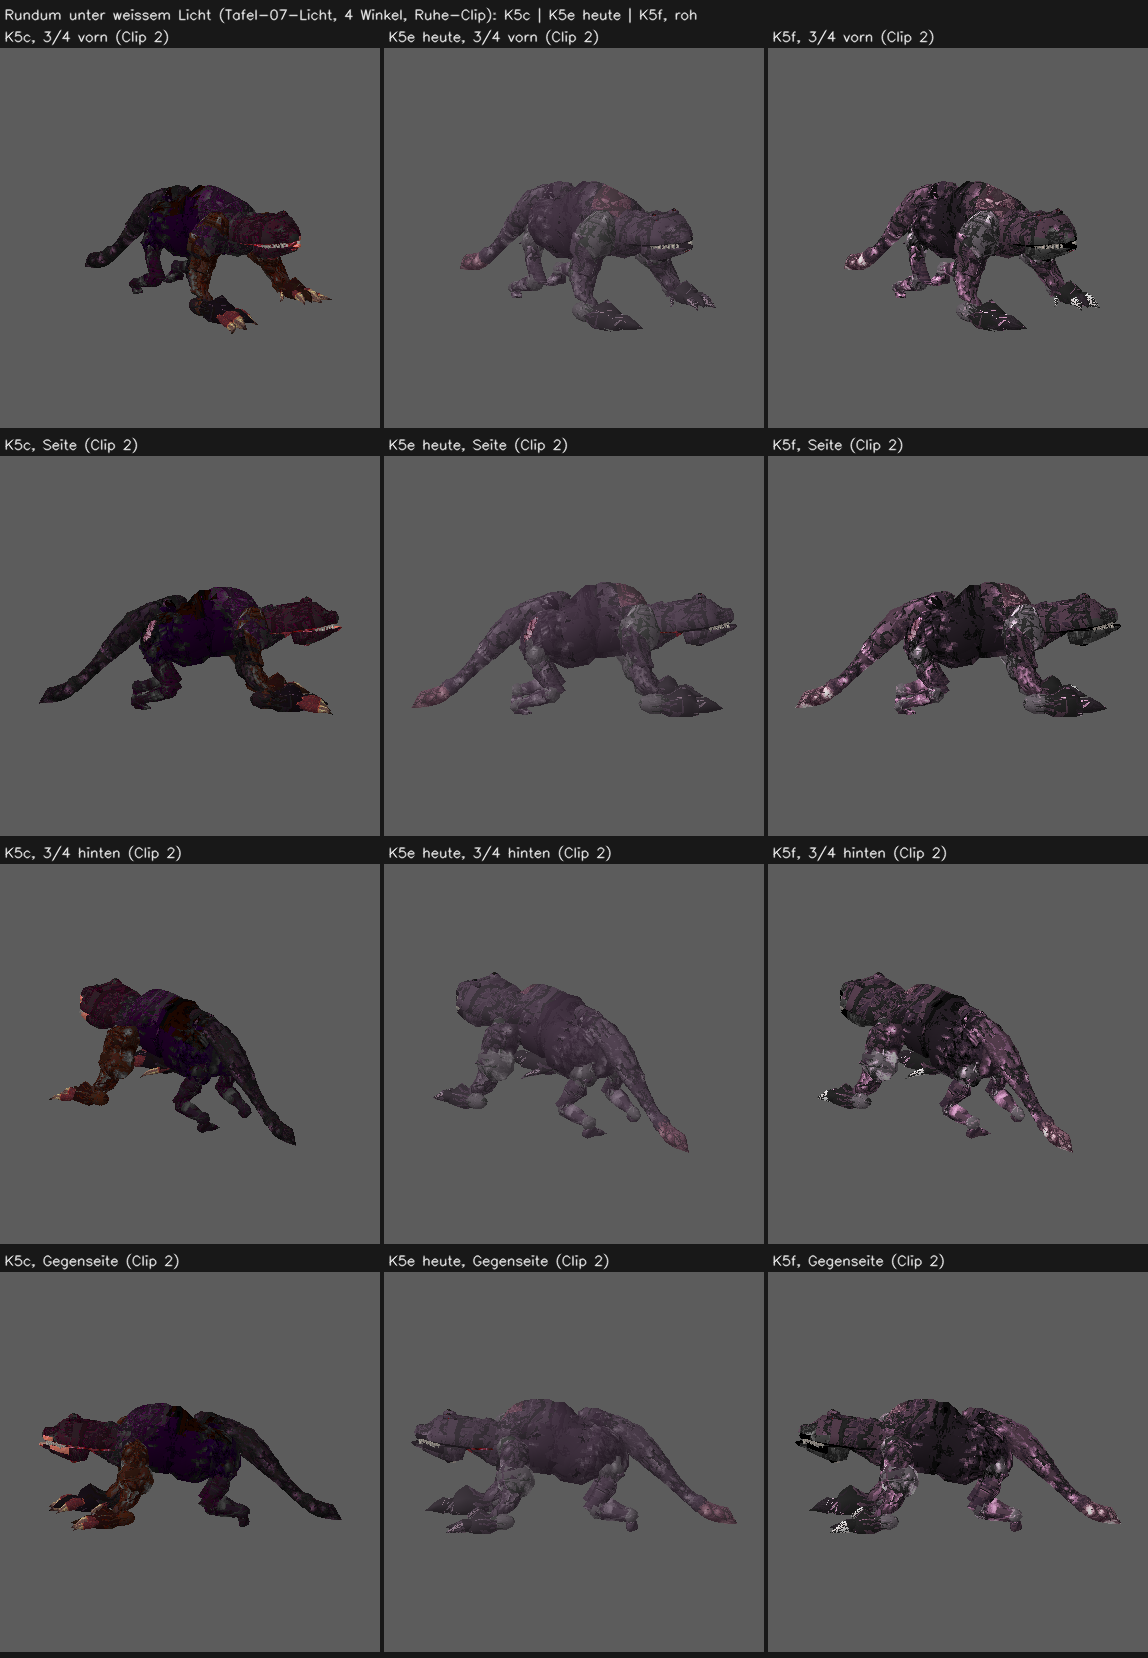 Rundum unter weissem Licht (Tafel-07-Licht, 4 Winkel, Ruhe-Clip): K5c | K5e heute | K5f, roh
K5c, 3/4 vorn (Clip 2)
K5e heute, 3/4 vorn (Clip 2)
K5f, 3/4 vorn (Clip 2)
K5c, Seite (Clip 2)
K5e heute, Seite (Clip 2)
K5f, Seite (Clip 2)
K5c, 3/4 hinten (Clip 2)
K5e heute, 3/4 hinten (Clip 2)
K5f, 3/4 hinten (Clip 2)
K5c, Gegenseite (Clip 2)
K5e heute, Gegenseite (Clip 2)
K5f, Gegenseite (Clip 2)